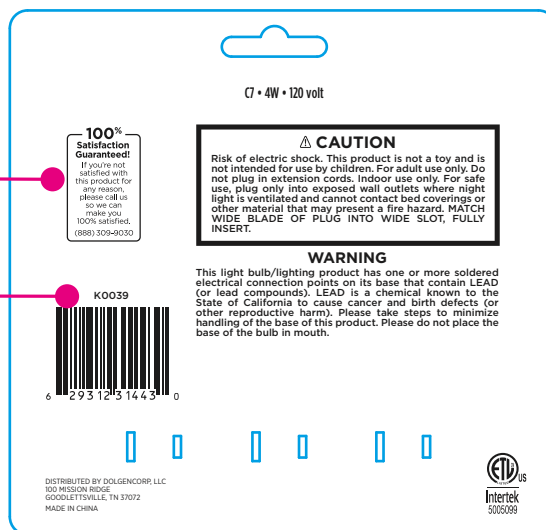 C7 • 4W • 120 volt
100%
Satisfaction
Guaranteed!
If you're not
satisfied with
this product for
any reason,
please call us
so we can
make you
100% satisfied.
(888) 309-9030
⚠ CAUTION
Risk of electric shock. This product is not a toy and is
not intended for use by children. For adult use only. Do
not plug in extension cords. Indoor use only. For safe
use, plug only into exposed wall outlets where night
light is ventilated and cannot contact bed coverings or
other material that may present a fire hazard. MATCH
WIDE BLADE OF PLUG INTO WIDE SLOT, FULLY
INSERT.
WARNING
This light bulb/lighting product has one or more soldered
electrical connection points on its base that contain LEAD
(or lead compounds). LEAD is a chemical known to the
State of California to cause cancer and birth defects (or
other reproductive harm). Please take steps to minimize
handling of the base of this product. Please do not place the
base of the bulb in mouth.
K0039
6 29312 31443 0
DISTRIBUTED BY DOLGENCORP, LLC
100 MISSION RIDGE
GOODLETTSVILLE, TN 37072
MADE IN CHINA
ETL US
Intertek
5005099